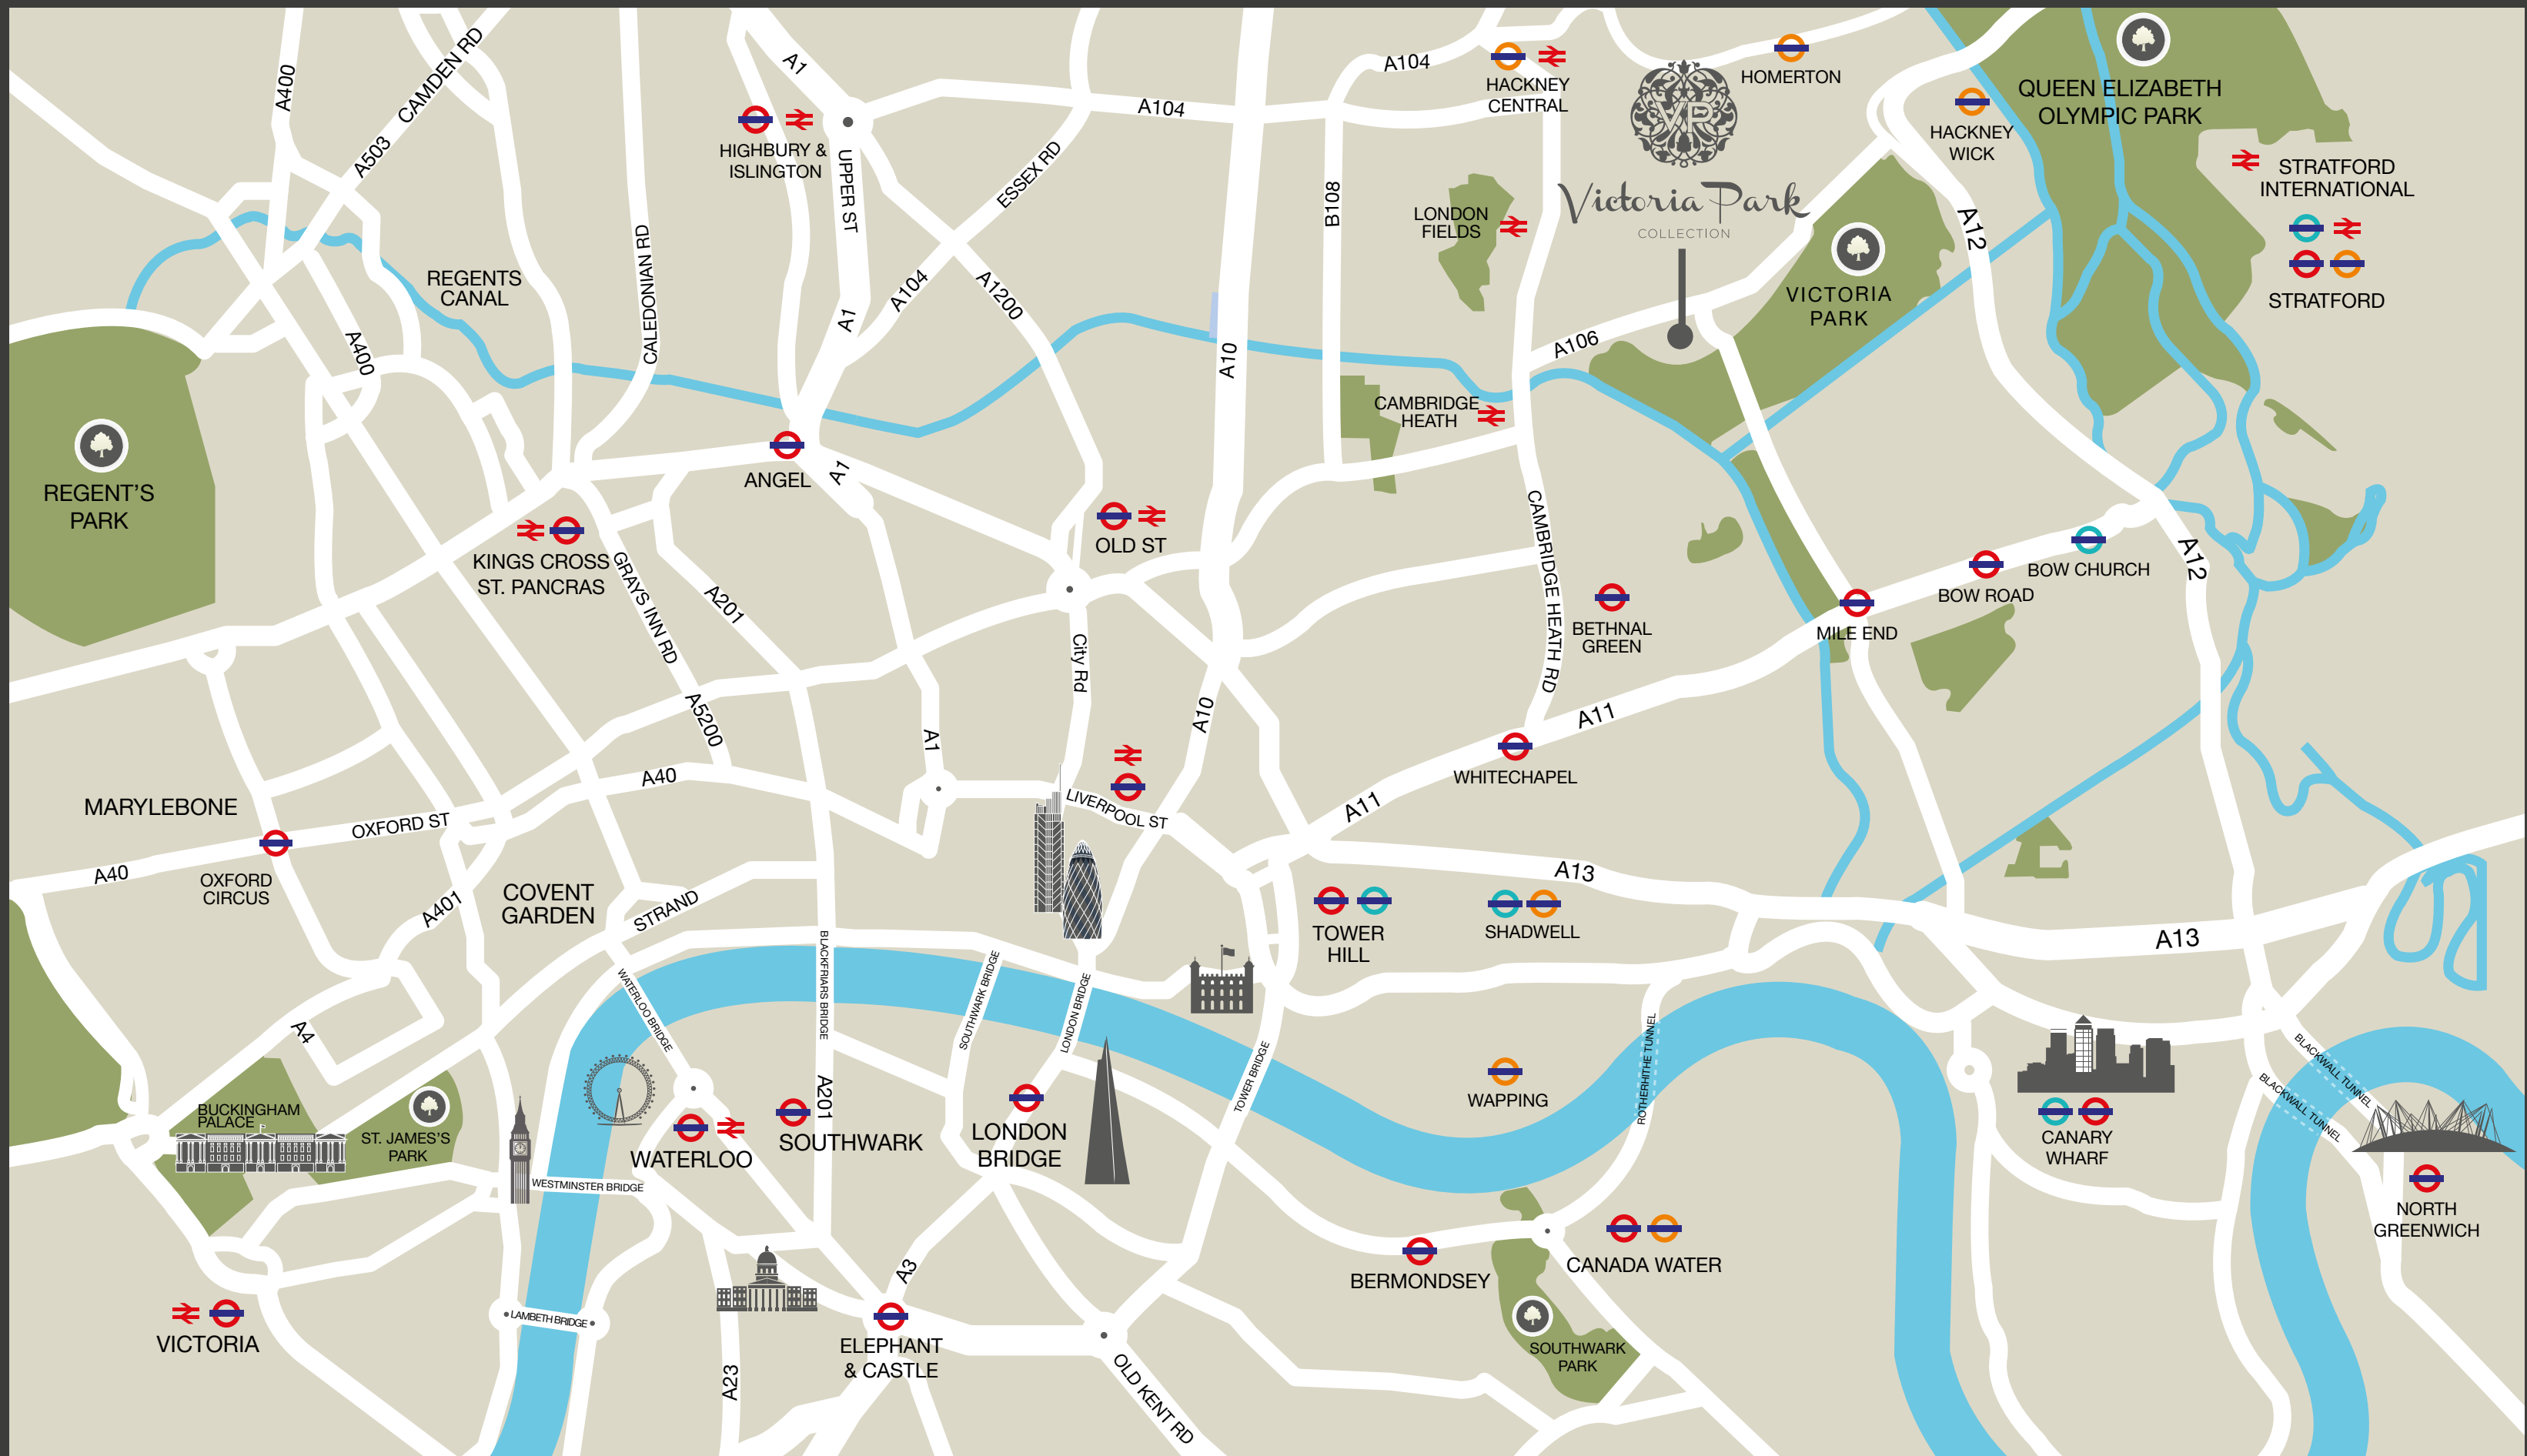 A400
CAMDEN RD
A503
A1
HIGHBURY &
ISLINGTON
UPPER ST
A104
ESSEX RD
A104
HACKNEY
CENTRAL
VP
Victoria Park
COLLECTION
HOMERTON
HACKNEY
WICK
QUEEN ELIZABETH
OLYMPIC PARK
STRATFORD
INTERNATIONAL
STRATFORD
LONDON
FIELDS
B108
A12
VICTORIA
PARK
REGENTS
CANAL
CALEDONIAN RD
A400
A1
A104
A1200
A10
A106
CAMBRIDGE
HEATH
REGENT'S
PARK
ANGEL
A1
OLD ST
KINGS CROSS
ST. PANCRAS
GRAYS INN RD
A201
CAMBRIDGE HEATH RD
BETHNAL
GREEN
MILE END
BOW ROAD
BOW CHURCH
A12
City Rd
A5200
A1
A10
A11
WHITECHAPEL
A40
LIVERPOOL ST
A11
MARYLEBONE
OXFORD ST
A40
OXFORD
CIRCUS
A401
COVENT
GARDEN
STRAND
A13
TOWER
HILL
SHADWELL
A13
BLACKFRIARS BRIDGE
WATERLOO BRIDGE
SOUTHWARK BRIDGE
LONDON BRIDGE
TOWER BRIDGE
ROTHERHITHE TUNNEL
A4
BUCKINGHAM
PALACE
ST. JAMES'S
PARK
A201
WATERLOO
SOUTHWARK
LONDON
BRIDGE
WAPPING
BLACKWALL TUNNEL
BLACKWALL TUNNEL
CANARY
WHARF
NORTH
GREENWICH
WESTMINSTER BRIDGE
BERMONDSEY
CANADA WATER
VICTORIA
LAMBETH BRIDGE
A3
ELEPHANT
& CASTLE
A23
OLD KENT RD
SOUTHWARK
PARK